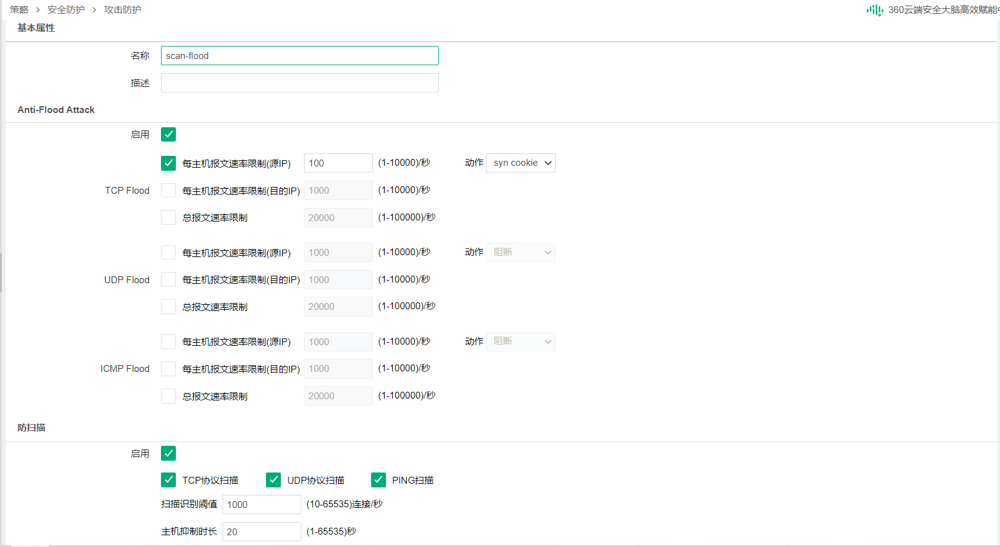 策略 > 安全防护 > 攻击防护
360云端安全大脑高效赋能
基本属性
名称 scan-flood
描述
Anti-Flood Attack
启用
每主机报文速率限制(源IP) 100 (1-10000)/秒 动作 syn cookie
TCP Flood 每主机报文速率限制(目的IP) 1000 (1-10000)/秒
总报文速率限制 20000 (1-100000)/秒
每主机报文速率限制(源IP) 1000 (1-10000)/秒 动作 阻断
UDP Flood 每主机报文速率限制(目的IP) 1000 (1-10000)/秒
总报文速率限制 20000 (1-100000)/秒
每主机报文速率限制(源IP) 1000 (1-10000)/秒 动作 阻断
ICMP Flood 每主机报文速率限制(目的IP) 1000 (1-10000)/秒
总报文速率限制 20000 (1-100000)/秒
防扫描
启用
TCP协议扫描 UDP协议扫描 PING扫描
扫描识别阈值 1000 (10-65535)连接/秒
主机抑制时长 20 (1-65535)秒